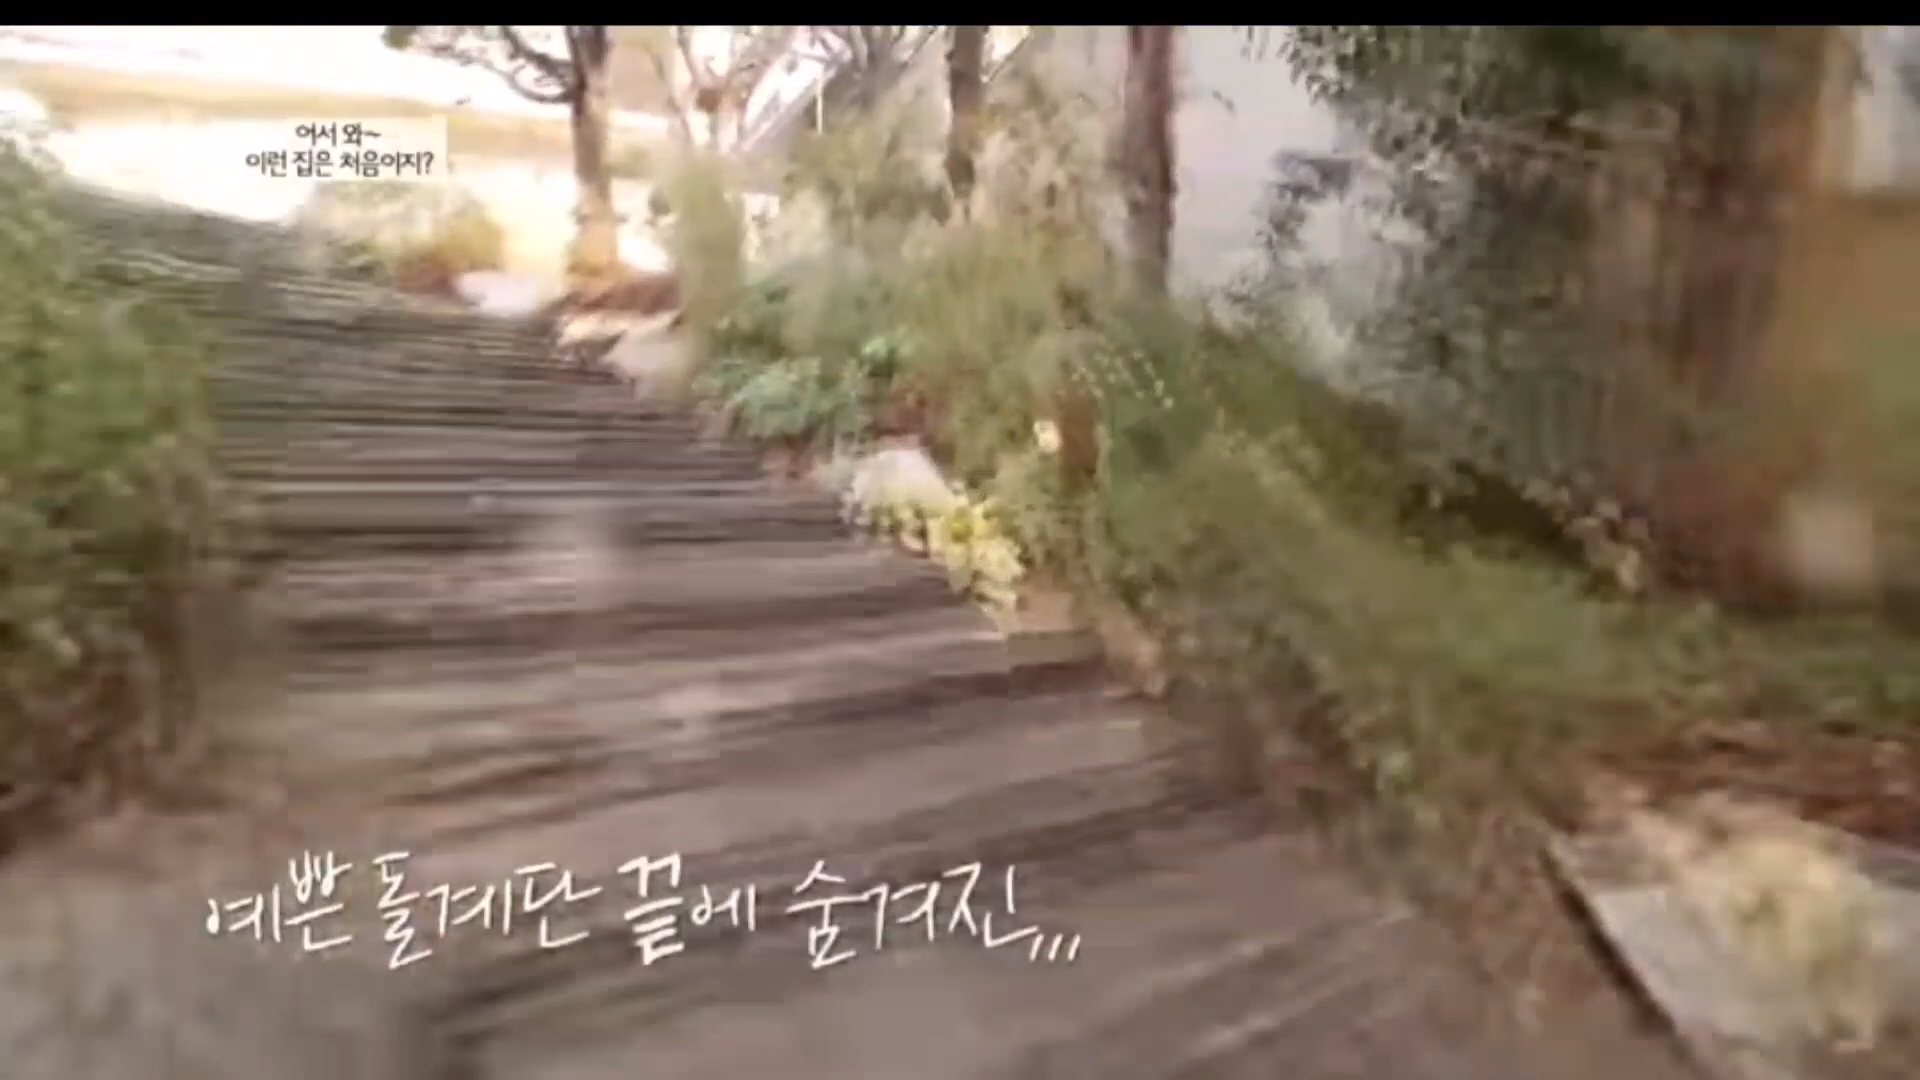 어서 와~
이런 집은 처음이지?
예쁜 돌계단 끝에 숨겨진,,,